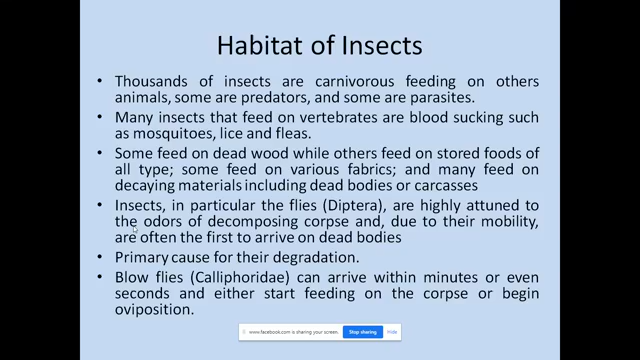 Habitat of Insects
• Thousands of insects are carnivorous feeding on others
animals, some are predators, and some are parasites.
• Many insects that feed on vertebrates are blood sucking such
as mosquitoes, lice and fleas.
• Some feed on dead wood while others feed on stored foods of
all type; some feed on various fabrics; and many feed on
decaying materials including dead bodies or carcasses
• Insects, in particular the flies (Diptera), are highly attuned to
the odors of decomposing corpse and, due to their mobility,
are often the first to arrive on dead bodies
• Primary cause for their degradation.
• Blow flies (Calliphoridae) can arrive within minutes or even
seconds and either start feeding on the corpse or begin
oviposition.
www.facebook.com is sharing your screen. Stop sharing Hide